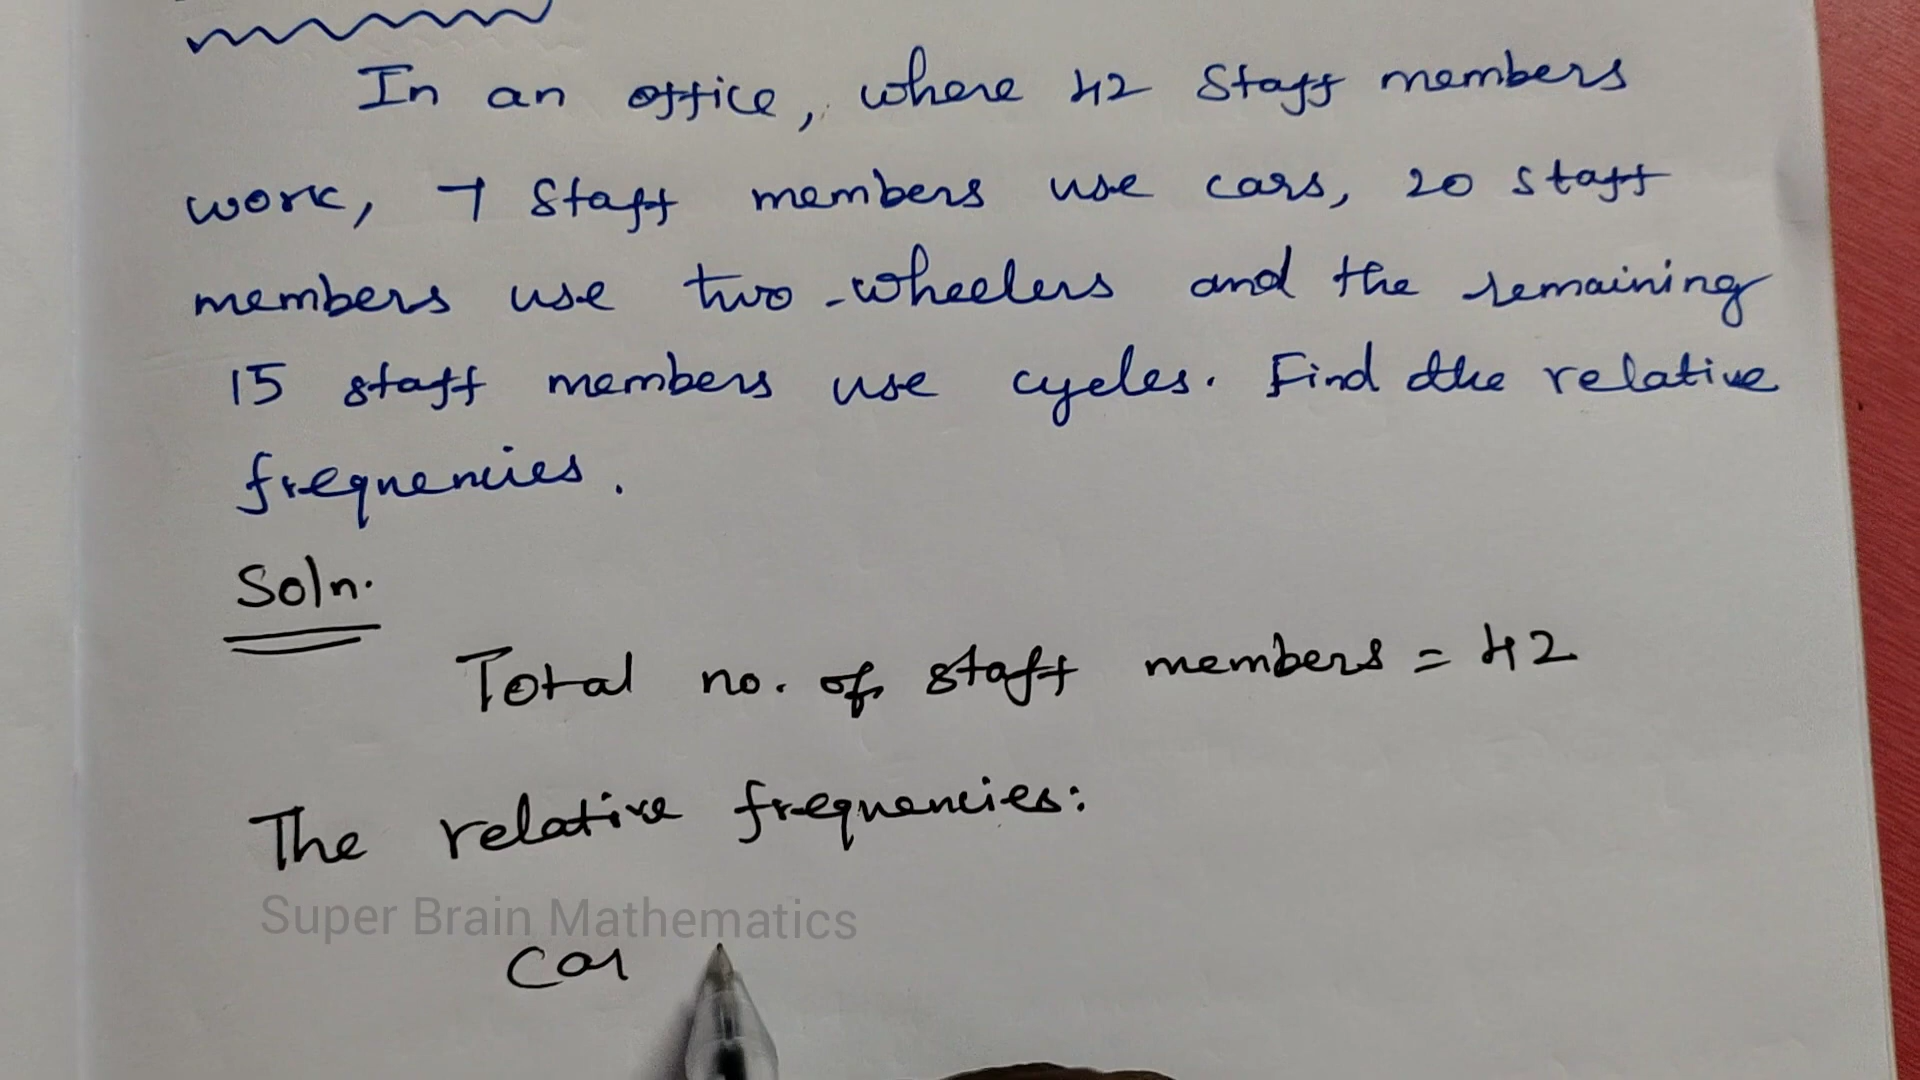 In an office, where 42 Staff members
work, 7 Staff members use cars, 20 staff
members use two-wheelers and the remaining
15 staff members use cycles. Find the relative
frequencies.
Soln.
Total no. of staff members = 42
The relative frequencies:
Super Brain Mathematics
Car